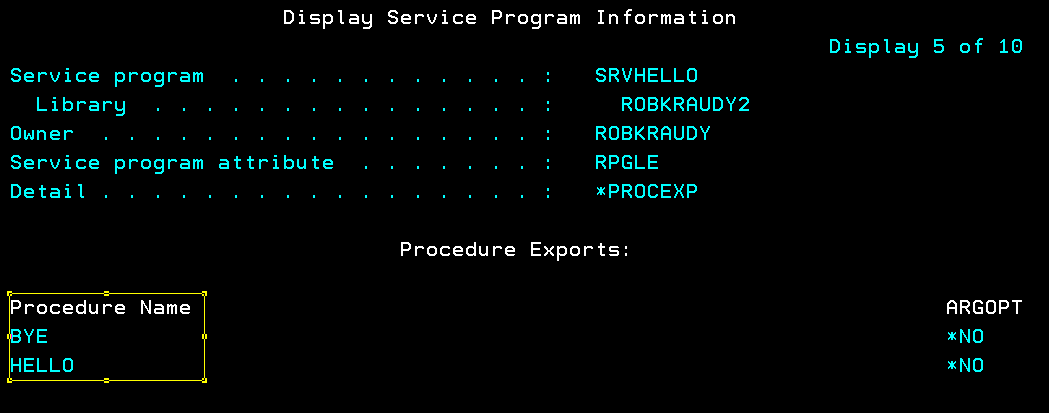 Display Service Program Information
Display 5 of 10
Service program . . . . . . . . . . . . . : SRVHELLO
Library . . . . . . . . . . . . . . . . : ROBKRAUDY2
Owner . . . . . . . . . . . . . . . . . . : ROBKRAUDY
Service program attribute . . . . . . . : RPGLE
Detail . . . . . . . . . . . . . . . . . . : *PROCEXP
Procedure Exports:
Procedure Name ARGOPT
BYE *NO
HELLO *NO